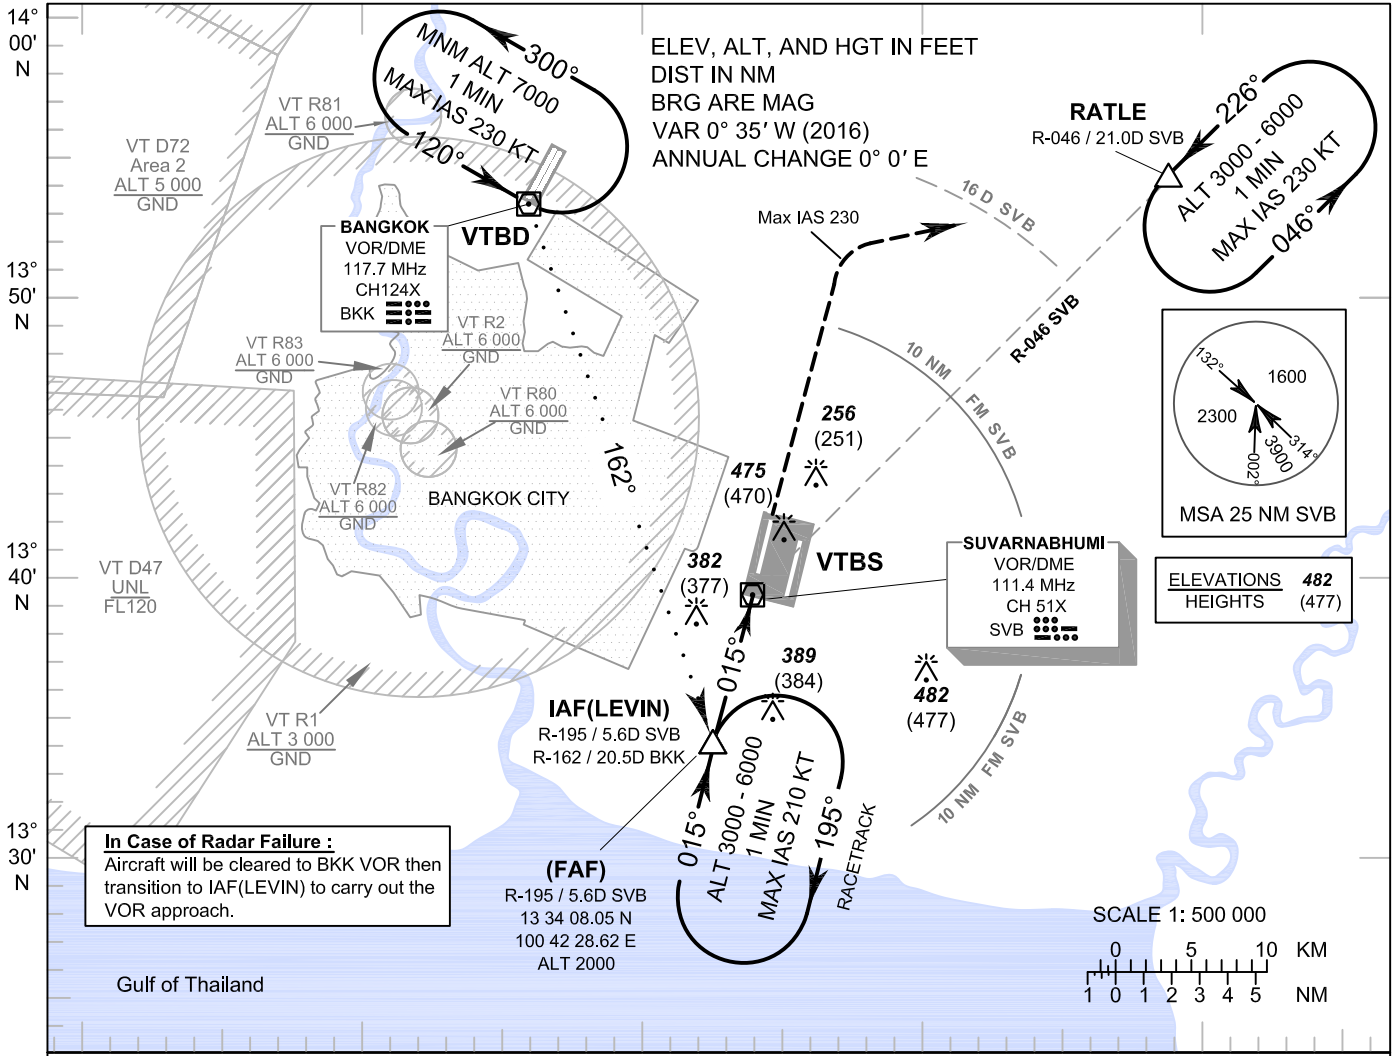 14°
00'
N
13°
50'
N
13°
40'
N
13°
30'
N
MNM ALT 7000
1 MIN
MAX IAS 230 KT
300°
120°
ELEV, ALT, AND HGT IN FEET
DIST IN NM
BRG ARE MAG
VAR 0° 35' W (2016)
ANNUAL CHANGE 0° 0' E
RATLE
R-046 / 21.0D SVB
226°
ALT 3000 - 6000
1 MIN
MAX IAS 230 KT
046°
VT R81
ALT 6 000
GND
VT D72
Area 2
ALT 5 000
GND
BANGKOK
VOR/DME
117.7 MHz
CH124X
BKK
VTBD
Max IAS 230
16 D SVB
R-046 SVB
10 NM FM SVB
VT R83
ALT 6 000
GND
VT R2
ALT 6 000
GND
VT R80
ALT 6 000
GND
VT R82
ALT 6 000
GND
BANGKOK CITY
162°
256
(251)
475
(470)
382
(377)
389
(384)
482
(477)
VTBS
SUVARNABHUMI
VOR/DME
111.4 MHz
CH 51X
SVB
132°
1600
2300
314°
3900
002°
MSA 25 NM SVB
ELEVATIONS 482
HEIGHTS (477)
VT D47
UNL
FL120
VT R1
ALT 3 000
GND
015°
IAF(LEVIN)
R-195 / 5.6D SVB
R-162 / 20.5D BKK
10 NM FM SVB
015°
ALT 3000 - 6000
1 MIN
MAX IAS 210 KT
195°
RACETRACK
(FAF)
R-195 / 5.6D SVB
13 34 08.05 N
100 42 28.62 E
ALT 2000
In Case of Radar Failure :
Aircraft will be cleared to BKK VOR then
transition to IAF(LEVIN) to carry out the
VOR approach.
Gulf of Thailand
SCALE 1: 500 000
0 5 10 KM
1 0 1 2 3 4 5 NM